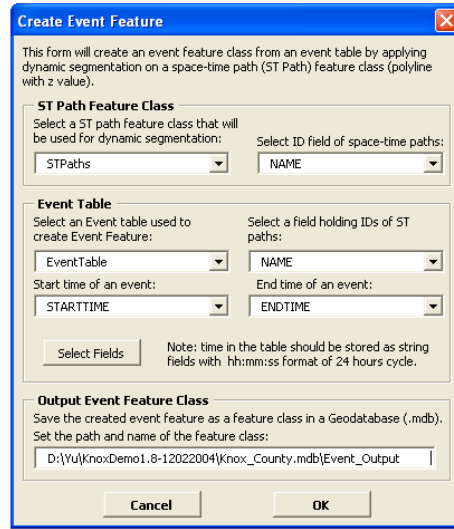 Create Event Feature
This form will create an event feature class from an event table by applying
dynamic segmentation on a space-time path (ST Path) feature class (polyline
with z value).
ST Path Feature Class
Select a ST path feature class that will
be used for dynamic segmentation:
Select ID field of space-time paths:
STPaths
NAME
Event Table
Select an Event table used to
create Event Feature:
Select a field holding IDs of ST
paths:
EventTable
NAME
Start time of an event:
End time of an event:
STARTTIME
ENDTIME
Select Fields
Note: time in the table should be stored as string
fields with hh:mm:ss format of 24 hours cycle.
Output Event Feature Class
Save the created event feature as a feature class in a Geodatabase (.mdb).
Set the path and name of the feature class:
D:\Yu\KnoxDemo1.8-12022004\Knox_County.mdb\Event_Output
Cancel
OK